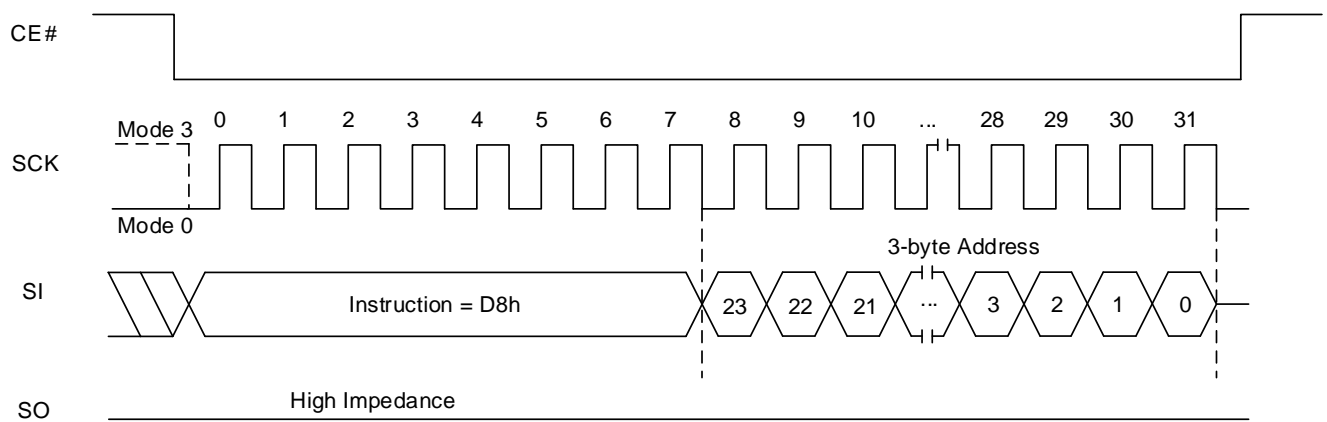 CE#
Mode 3
0 1 2 3 4 5 6 7 8 9 10 ... 28 29 30 31
SCK
Mode 0
3-byte Address
SI
Instruction = D8h
23 22 21 ... 3 2 1 0
High Impedance
SO